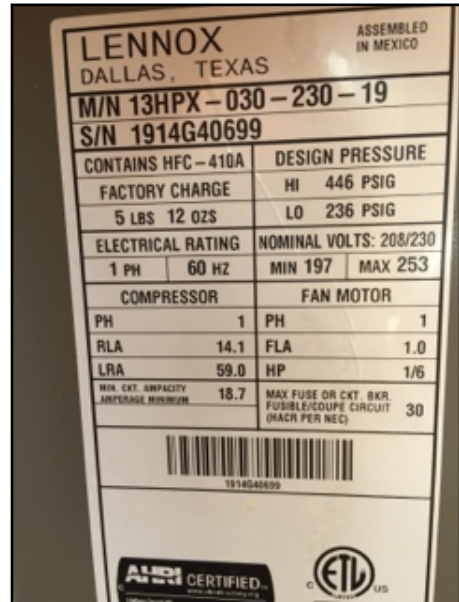 LENNOX
ASSEMBLED
IN MEXICO
DALLAS, TEXAS
M/N 13HPX-030-230-19
S/N 1914G40699
CONTAINS HFC-410A
FACTORY CHARGE
5 LBS 12 OZS
DESIGN PRESSURE
HI 446 PSIG
LO 236 PSIG
ELECTRICAL RATING
1 PH 60 HZ
NOMINAL VOLTS: 208/230
MIN 197 MAX 253
COMPRESSOR
PH 1
RLA 14.1
LRA 59.0
MIN. CKT. AMPACITY
AMPERAGE MINIMUM 18.7
FAN MOTOR
PH 1
FLA 1.0
HP 1/6
MAX FUSE OR CKT. BKR.
FUSIBLE/COUPE CIRCUIT
(HACR PER NEC) 30
1914G40699
AHRI CERTIFIED
C ETL US